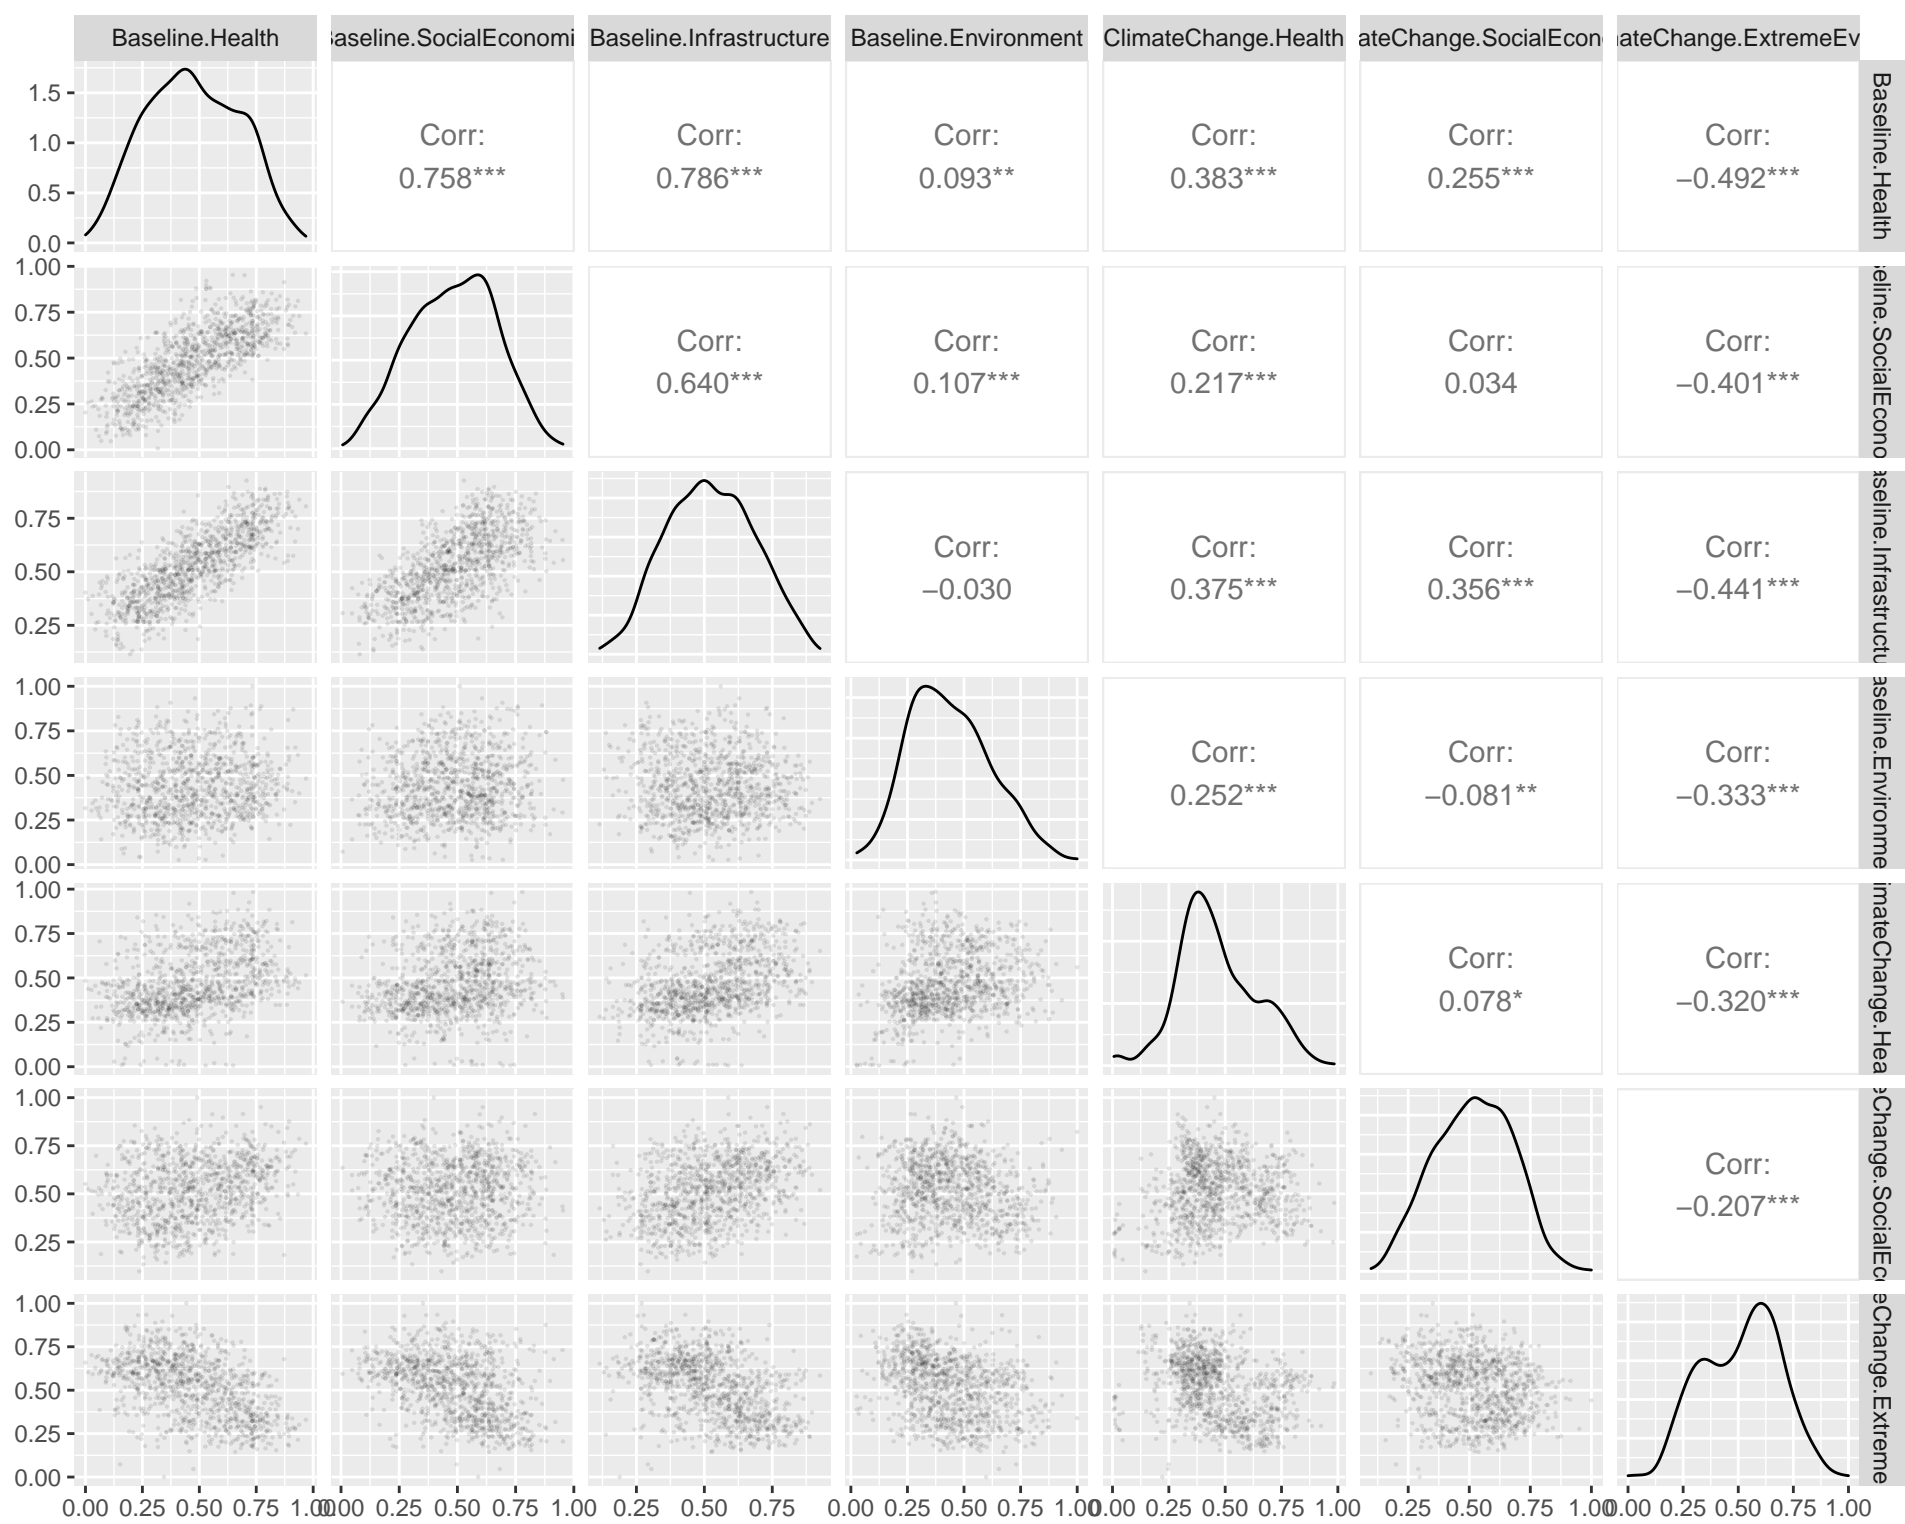 Baseline.Health Baseline.SocialEconomi Baseline.Infrastructure Baseline.Environment ClimateChange.Health ateChange.SocialEcon ateChange.ExtremeEv
1.5
1.0
0.5
0.0
Corr:
0.758***
Corr:
0.786***
Corr:
0.093**
Corr:
0.383***
Corr:
0.255***
Corr:
−0.492***
Baseline.Health
1.00
0.75
0.50
0.25
0.00
Corr:
0.640***
Corr:
0.107***
Corr:
0.217***
Corr:
0.034
Corr:
−0.401***
eline.SocialEcono
0.75
0.50
0.25
Corr:
−0.030
Corr:
0.375***
Corr:
0.356***
Corr:
−0.441***
aseline.Infrastructu
1.00
0.75
0.50
0.25
0.00
Corr:
0.252***
Corr:
−0.081**
Corr:
−0.333***
aseline.Environme
1.00
0.75
0.50
0.25
0.00
Corr:
0.078*
Corr:
−0.320***
imateChange.Hea
1.00
0.75
0.50
0.25
Corr:
−0.207***
eChange.SocialEco
1.00
0.75
0.50
0.25
0.00
eChange.Extreme
0.00 0.25 0.50 0.75 1.00 0.00 0.25 0.50 0.75 1.00 0.25 0.50 0.75 0.00 0.25 0.50 0.75 1.00 0.00 0.25 0.50 0.75 1.00 0.25 0.50 0.75 1.00 0.00 0.25 0.50 0.75 1.00